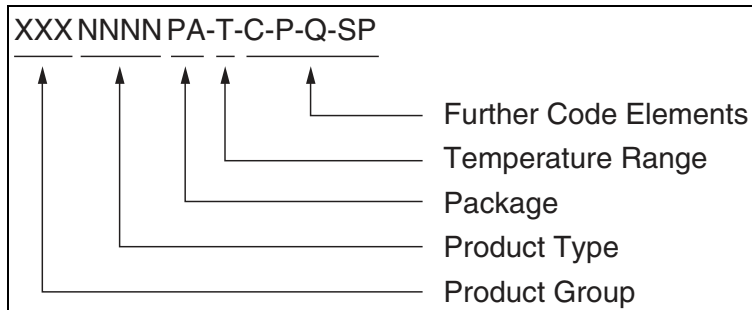 XXX NNNN PA-T-C-P-Q-SP
Further Code Elements
Temperature Range
Package
Product Type
Product Group